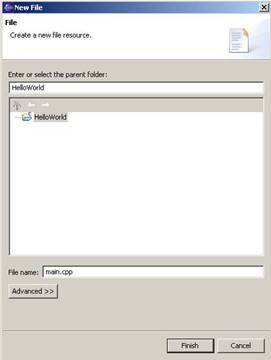 New File
File
Create a new file resource.
Enter or select the parent folder:
HelloWorld
HelloWorld
File name: main.cpp
Advanced >>
Finish Cancel